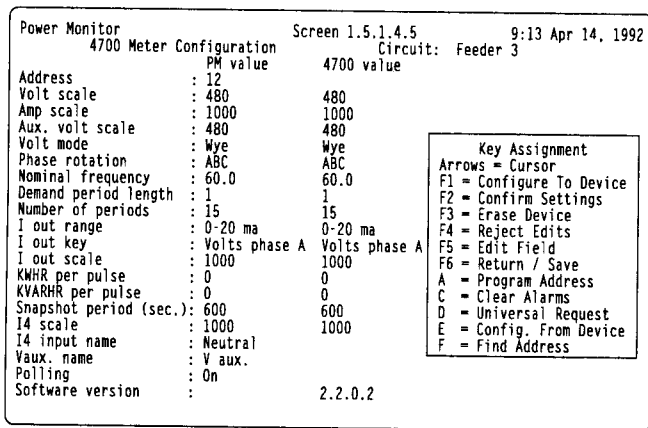 Power Monitor Screen 1.5.1.4.5 9:13 Apr 14, 1992
4700 Meter Configuration Circuit: Feeder 3
PM value 4700 value
Address : 12
Volt scale : 480 480
Amp scale : 1000 1000
Aux. volt scale : 480 480
Volt mode : Wye Wye
Phase rotation : ABC ABC
Nominal frequency : 60.0 60.0
Demand period length : 1 1
Number of periods : 15 15
I out range : 0-20 ma 0-20 ma
I out key : Volts phase A Volts phase A
I out scale : 1000 1000
KWHR per pulse : 0 0
KVARHR per pulse : 0 0
Snapshot period (sec.): 600 600
I4 scale : 1000 1000
I4 input name : Neutral
Vaux. name : V aux.
Polling : On
Software version : 2.2.0.2
Key Assignment
Arrows = Cursor
F1 = Configure To Device
F2 = Confirm Settings
F3 = Erase Device
F4 = Reject Edits
F5 = Edit Field
F6 = Return / Save
A = Program Address
C = Clear Alarms
D = Universal Request
E = Config. From Device
F = Find Address